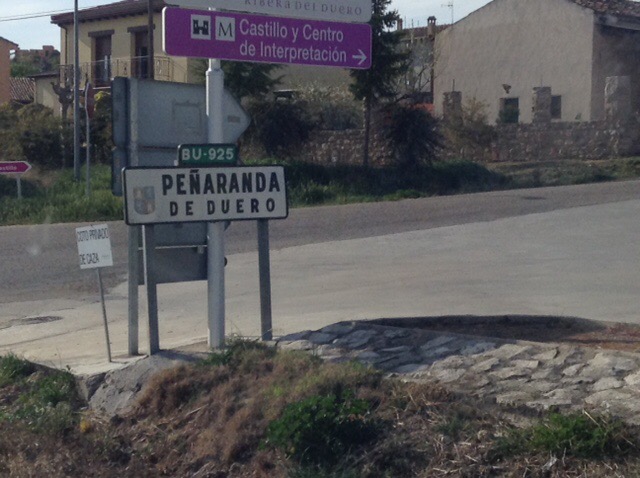 RIBERA DEL DUERO
M Castillo y Centro
de Interpretación
BU-925
PEÑARANDA
DE DUERO
COTO PRIVADO
DE CAZA